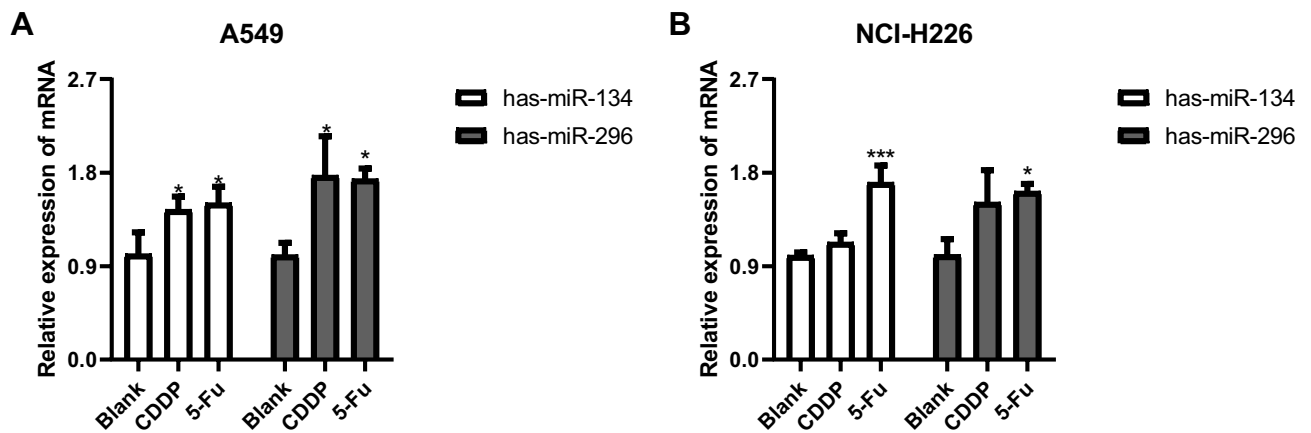 A
A549
Relative expression of mRNA
2.7
1.8
0.9
0.0
* * * *
Blank CDDP 5-Fu Blank CDDP 5-Fu
has-miR-134
has-miR-296
B
NCI-H226
Relative expression of mRNA
2.7
1.8
0.9
0.0
*** *
Blank CDDP 5-Fu Blank CDDP 5-Fu
has-miR-134
has-miR-296